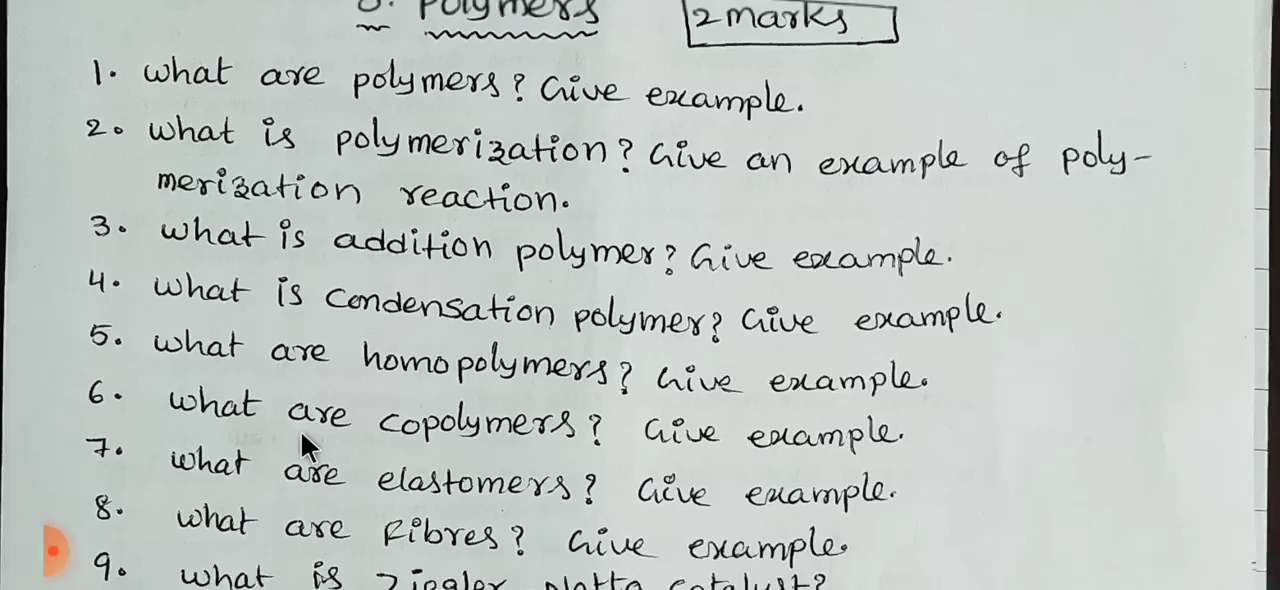 Polymers 2 marks
1. What are polymers? Give example.
2. What is polymerization? Give an example of poly-
merization reaction.
3. What is addition polymer? Give example.
4. What is condensation polymer? Give example.
5. What are homopolymers? Give example.
6. What are copolymers? Give example.
7. What are elastomers? Give example.
8. What are Fibres? Give example.
9. What is Ziegler Natta catalyst?